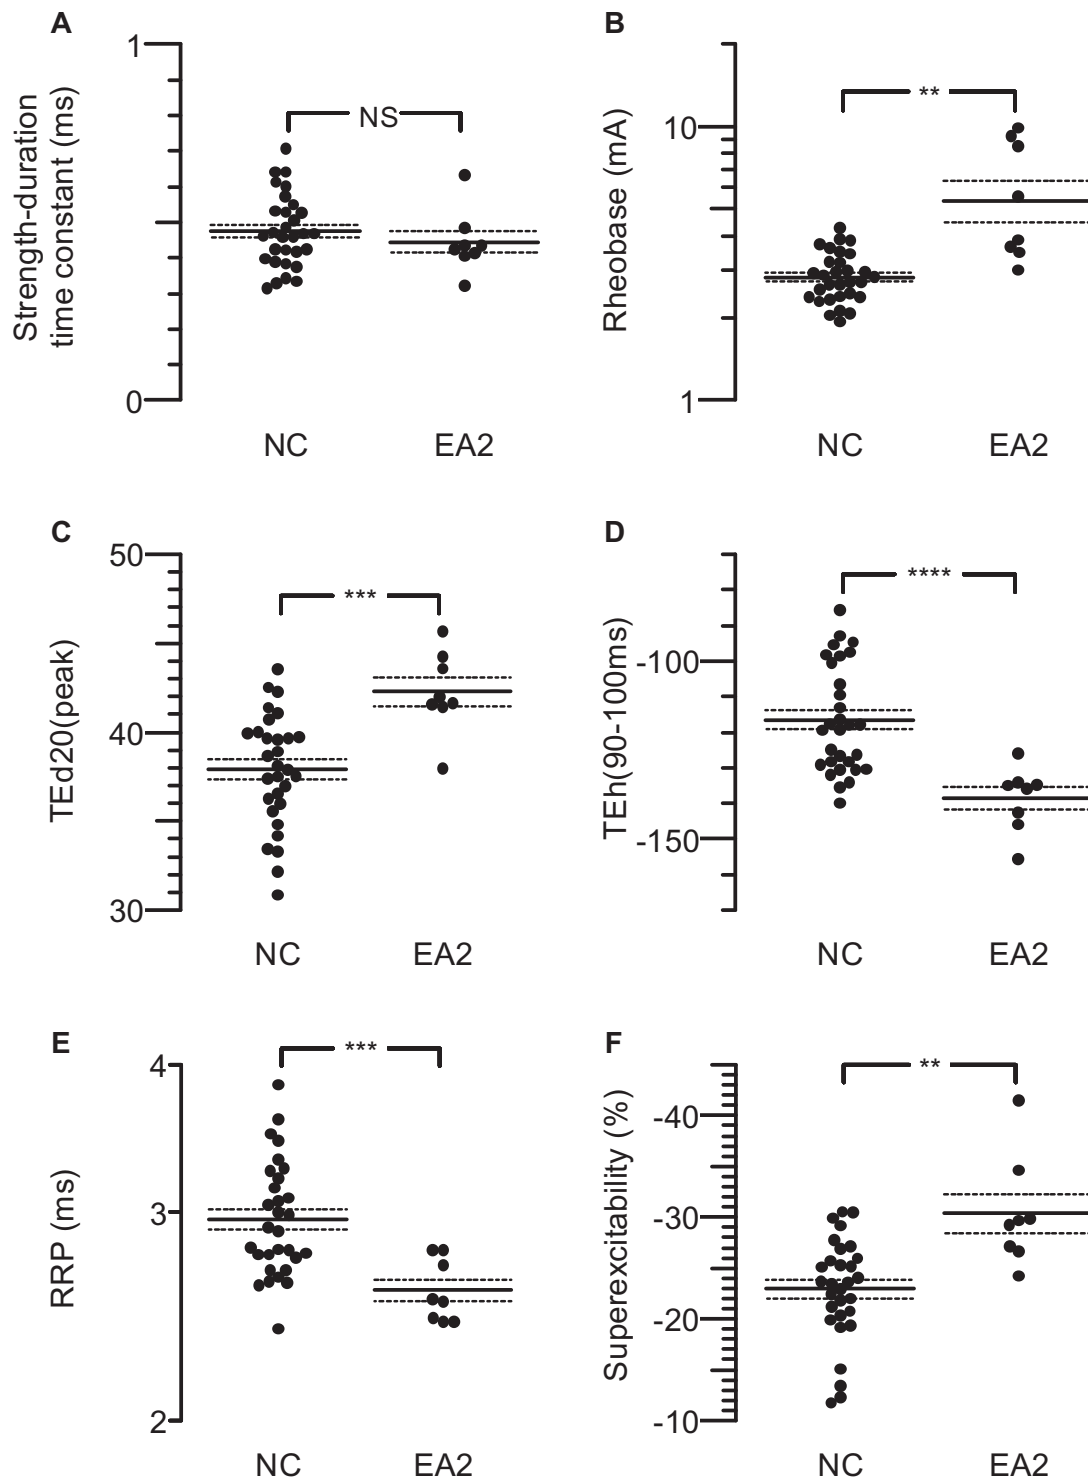 A
Strength-duration
time constant (ms)
1
0
NS
NC
EA2
B
Rheobase (mA)
10
1
**
NC
EA2
C
TEd20(peak)
50
40
30
***
NC
EA2
D
TEh(90-100ms)
-100
-150
****
NC
EA2
E
RRP (ms)
4
3
2
***
NC
EA2
F
Superexcitability (%)
-40
-30
-20
-10
**
NC
EA2